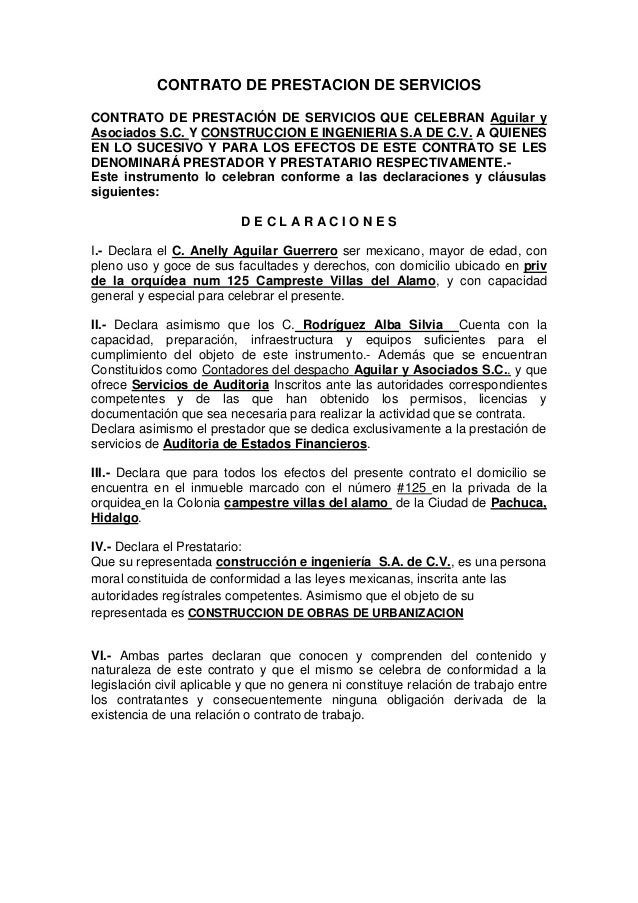 CONTRATO DE PRESTACION DE SERVICIOS
CONTRATO DE PRESTACIÓN DE SERVICIOS QUE CELEBRAN Aguilar y
Asociados S.C. Y CONSTRUCCION E INGENIERIA S.A DE C.V. A QUIENES
EN LO SUCESIVO Y PARA LOS EFECTOS DE ESTE CONTRATO SE LES
DENOMINARÁ PRESTADOR Y PRESTATARIO RESPECTIVAMENTE.-
Este instrumento lo celebran conforme a las declaraciones y cláusulas
siguientes:
D E C L A R A C I O N E S
I.- Declara el C. Anelly Aguilar Guerrero ser mexicano, mayor de edad, con
pleno uso y goce de sus facultades y derechos, con domicilio ubicado en priv
de la orquídea num 125 Campreste Villas del Alamo, y con capacidad
general y especial para celebrar el presente.
II.- Declara asimismo que los C. Rodríguez Alba Silvia Cuenta con la
capacidad, preparación, infraestructura y equipos suficientes para el
cumplimiento del objeto de este instrumento.- Además que se encuentran
Constituidos como Contadores del despacho Aguilar y Asociados S.C.. y que
ofrece Servicios de Auditoria Inscritos ante las autoridades correspondientes
competentes y de las que han obtenido los permisos, licencias y
documentación que sea necesaria para realizar la actividad que se contrata.
Declara asimismo el prestador que se dedica exclusivamente a la prestación de
servicios de Auditoria de Estados Financieros.
III.- Declara que para todos los efectos del presente contrato el domicilio se
encuentra en el inmueble marcado con el número #125 en la privada de la
orquidea en la Colonia campestre villas del alamo de la Ciudad de Pachuca,
Hidalgo.
IV.- Declara el Prestatario:
Que su representada construcción e ingeniería S.A. de C.V., es una persona
moral constituida de conformidad a las leyes mexicanas, inscrita ante las
autoridades regístrales competentes. Asimismo que el objeto de su
representada es CONSTRUCCION DE OBRAS DE URBANIZACION
VI.- Ambas partes declaran que conocen y comprenden del contenido y
naturaleza de este contrato y que el mismo se celebra de conformidad a la
legislación civil aplicable y que no genera ni constituye relación de trabajo entre
los contratantes y consecuentemente ninguna obligación derivada de la
existencia de una relación o contrato de trabajo.